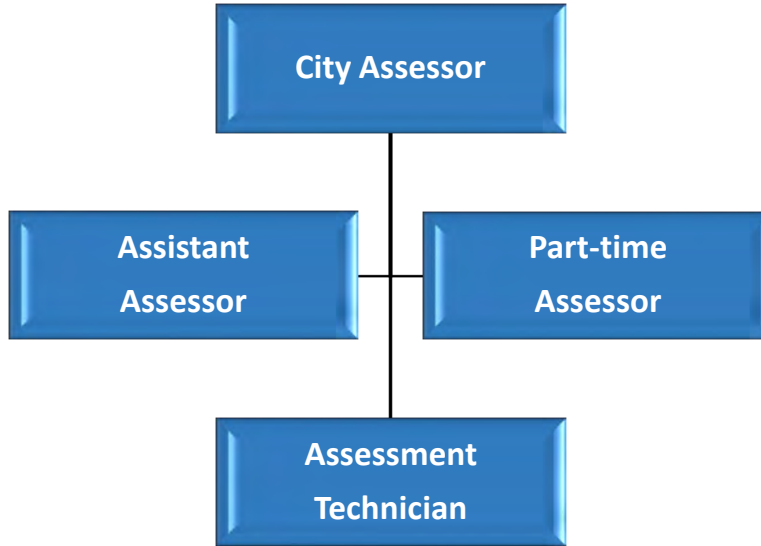 City Assessor
Assistant
Assessor
Part-time
Assessor
Assessment
Technician